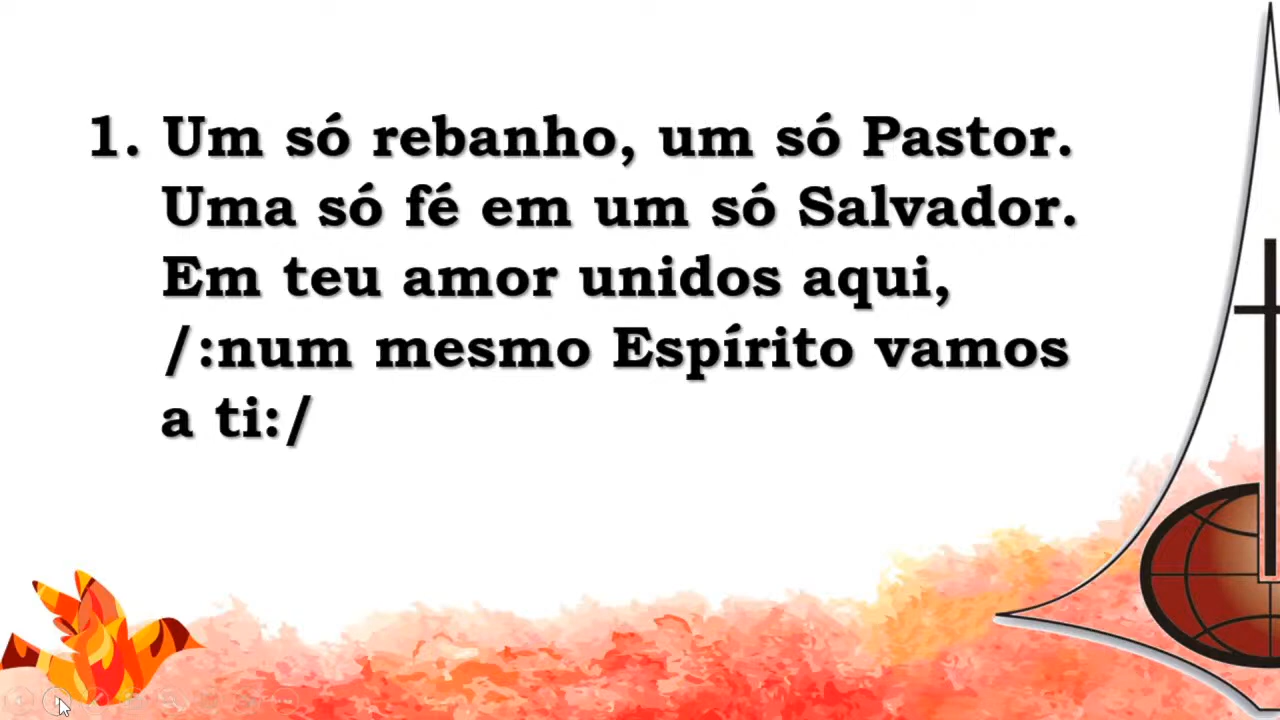 1. Um só rebanho, um só Pastor.
Uma só fé em um só Salvador.
Em teu amor unidos aqui,
/:num mesmo Espírito vamos
a ti:/